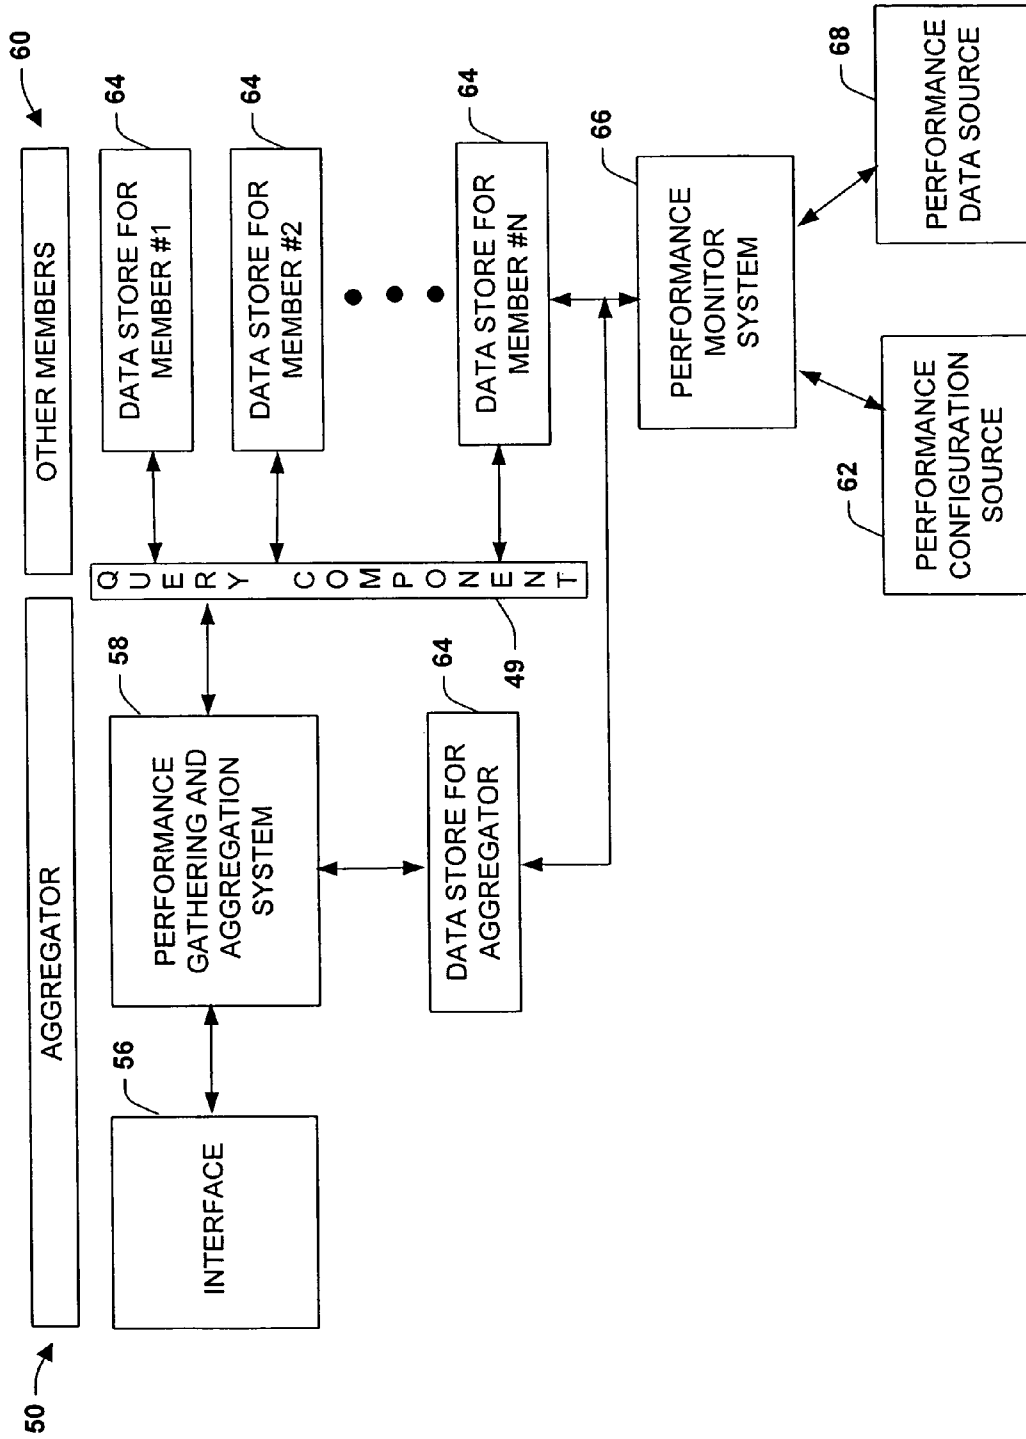 50
AGGREGATOR
OTHER MEMBERS
60
56
INTERFACE
58
PERFORMANCE
GATHERING AND
AGGREGATION
SYSTEM
QUERY COMPONENT
49
DATA STORE FOR
MEMBER #1
64
DATA STORE FOR
MEMBER #2
64
DATA STORE FOR
MEMBER #N
64
DATA STORE FOR
AGGREGATOR
64
PERFORMANCE
MONITOR
SYSTEM
66
62
PERFORMANCE
CONFIGURATION
SOURCE
PERFORMANCE
DATA SOURCE
68